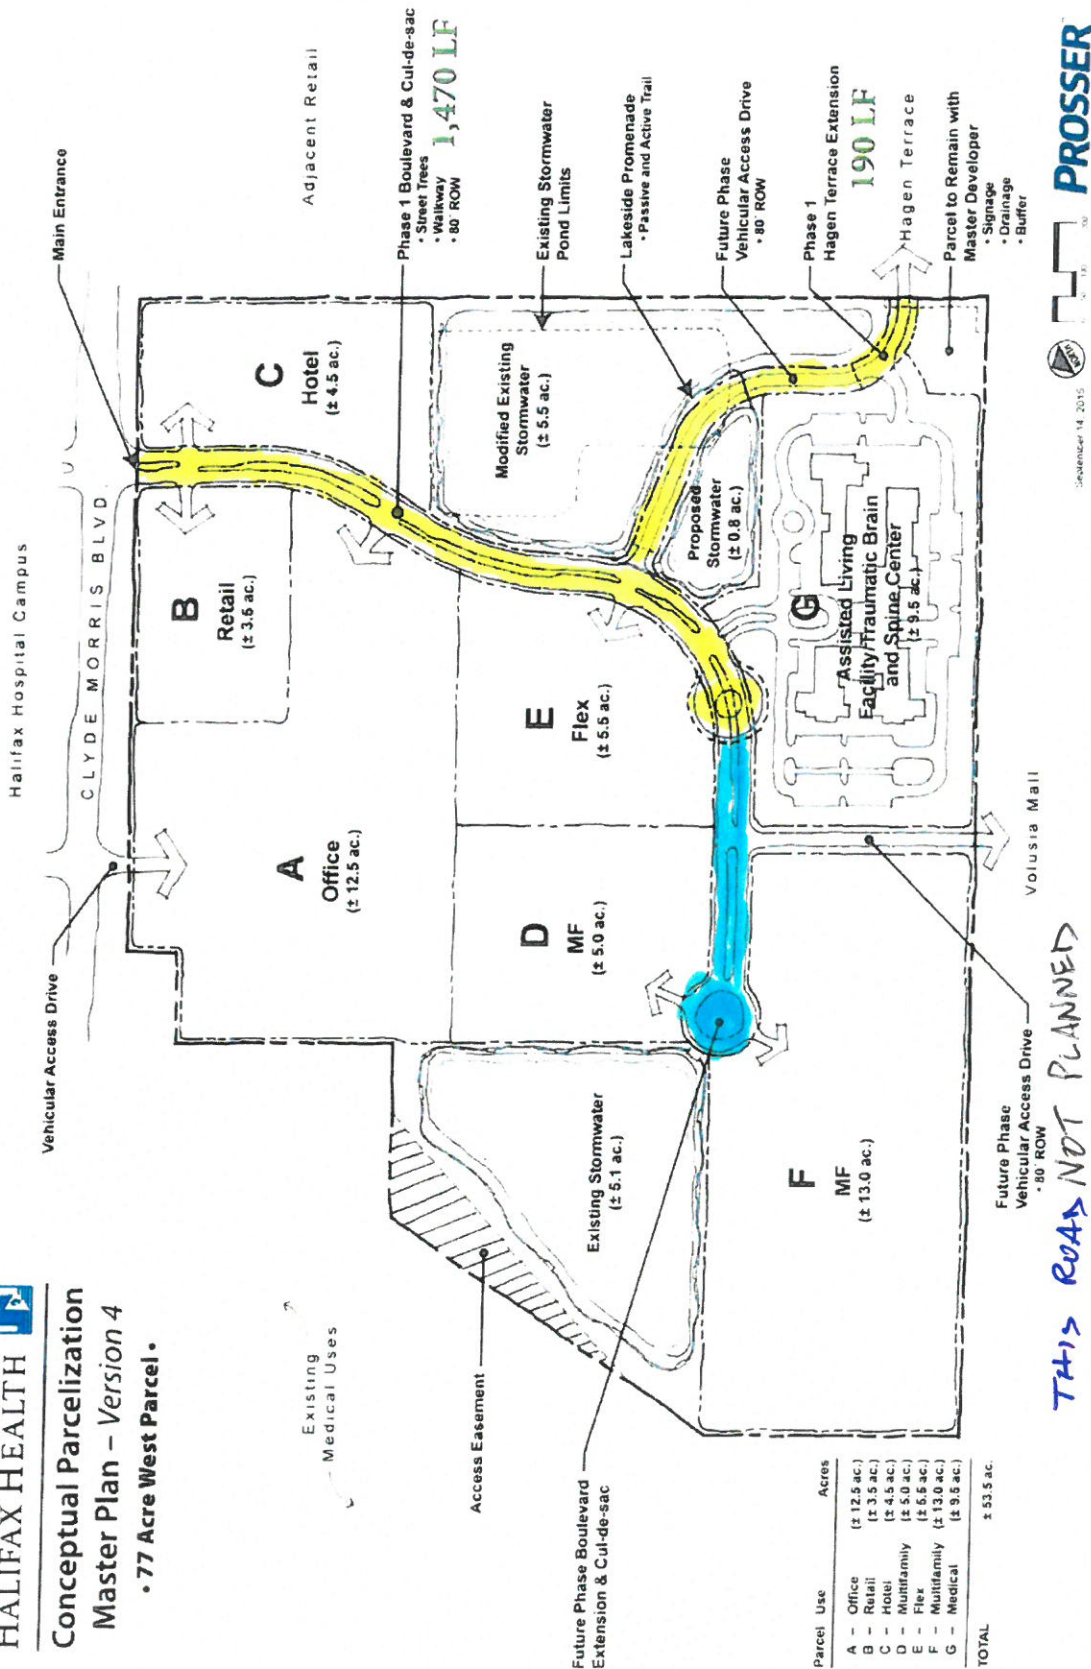 HALIFAX HEALTH
Conceptual Parcelization
Master Plan – Version 4
• 77 Acre West Parcel •
Halifax Hospital Campus
CLYDE MORRIS BLVD
Vehicular Access Drive
Main Entrance
Adjacent Retail
Phase 1 Boulevard & Cul-de-sac
• Street Trees
• Walkway
• 80' ROW
1,470 LF
Existing Stormwater
Pond Limits
Lakeside Promenade
• Passive and Active Trail
Future Phase
Vehicular Access Drive
• 80' ROW
Phase 1
Hagen Terrace Extension
190 LF
Hagen Terrace
Parcel to Remain with
Master Developer
• Signage
• Drainage
• Buffer
A
Office
(± 12.5 ac.)
B
Retail
(± 3.5 ac.)
C
Hotel
(± 4.5 ac.)
Modified Existing
Stormwater
(± 5.5 ac.)
Proposed
Stormwater
(± 0.8 ac.)
D
MF
(± 5.0 ac.)
E
Flex
(± 5.5 ac.)
F
MF
(± 13.0 ac.)
G
Assisted Living
Facility/Traumatic Brain
and Spine Center
(± 9.5 ac.)
Existing Stormwater
(± 5.1 ac.)
Existing
Medical Uses
Access Easement
Future Phase Boulevard
Extension & Cul-de-sac
Future Phase
Vehicular Access Drive
• 80' ROW
Volusia Mall
THIS ROAD NOT PLANNED
Parcel Use Acres
A – Office (± 12.5 ac.)
B – Retail (± 3.5 ac.)
C – Hotel (± 4.5 ac.)
D – Multifamily (± 5.0 ac.)
E – Flex (± 5.5 ac.)
F – Multifamily (± 13.0 ac.)
G – Medical (± 9.5 ac.)
TOTAL ± 53.5 ac.
September 14, 2015
NORTH
PROSSER